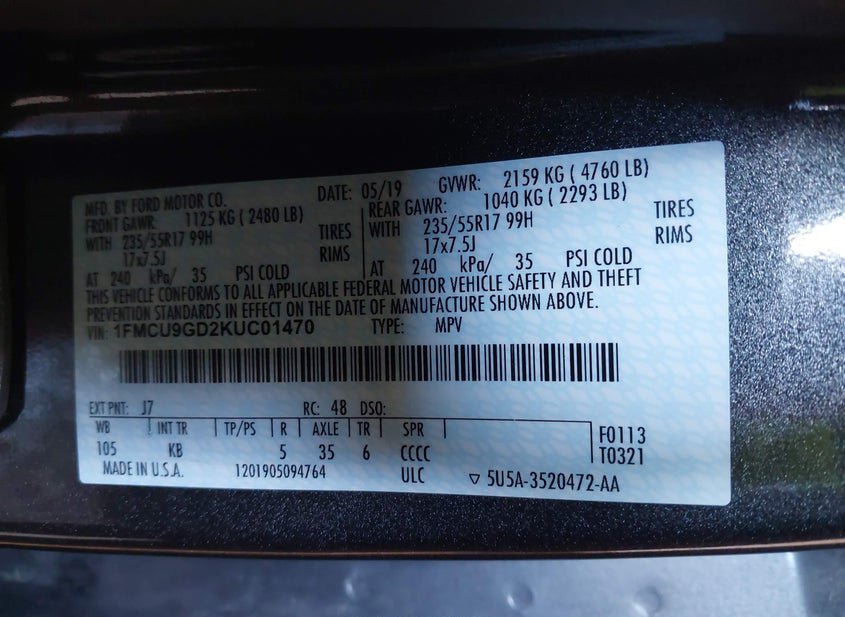 MFD. BY FORD MOTOR CO. DATE: 05/19 GVWR: 2159 KG ( 4760 LB)
FRONT GAWR: 1125 KG ( 2480 LB) REAR GAWR: 1040 KG ( 2293 LB)
WITH 235/55R17 99H TIRES WITH 235/55R17 99H TIRES
17x7.5J RIMS 17x7.5J RIMS
AT 240 kPa/ 35 PSI COLD AT 240 kPa/ 35 PSI COLD
THIS VEHICLE CONFORMS TO ALL APPLICABLE FEDERAL MOTOR VEHICLE SAFETY AND THEFT
PREVENTION STANDARDS IN EFFECT ON THE DATE OF MANUFACTURE SHOWN ABOVE.
VIN: 1FMCU9GD2KUC01470 TYPE: MPV
EXT PNT: J7 RC: 48 DSO:
WB INT TR TP/PS R AXLE TR SPR F0113
105 KB 5 35 6 CCCC T0321
MADE IN U.S.A. 1201905094764 ULC ▽ 5U5A-3520472-AA